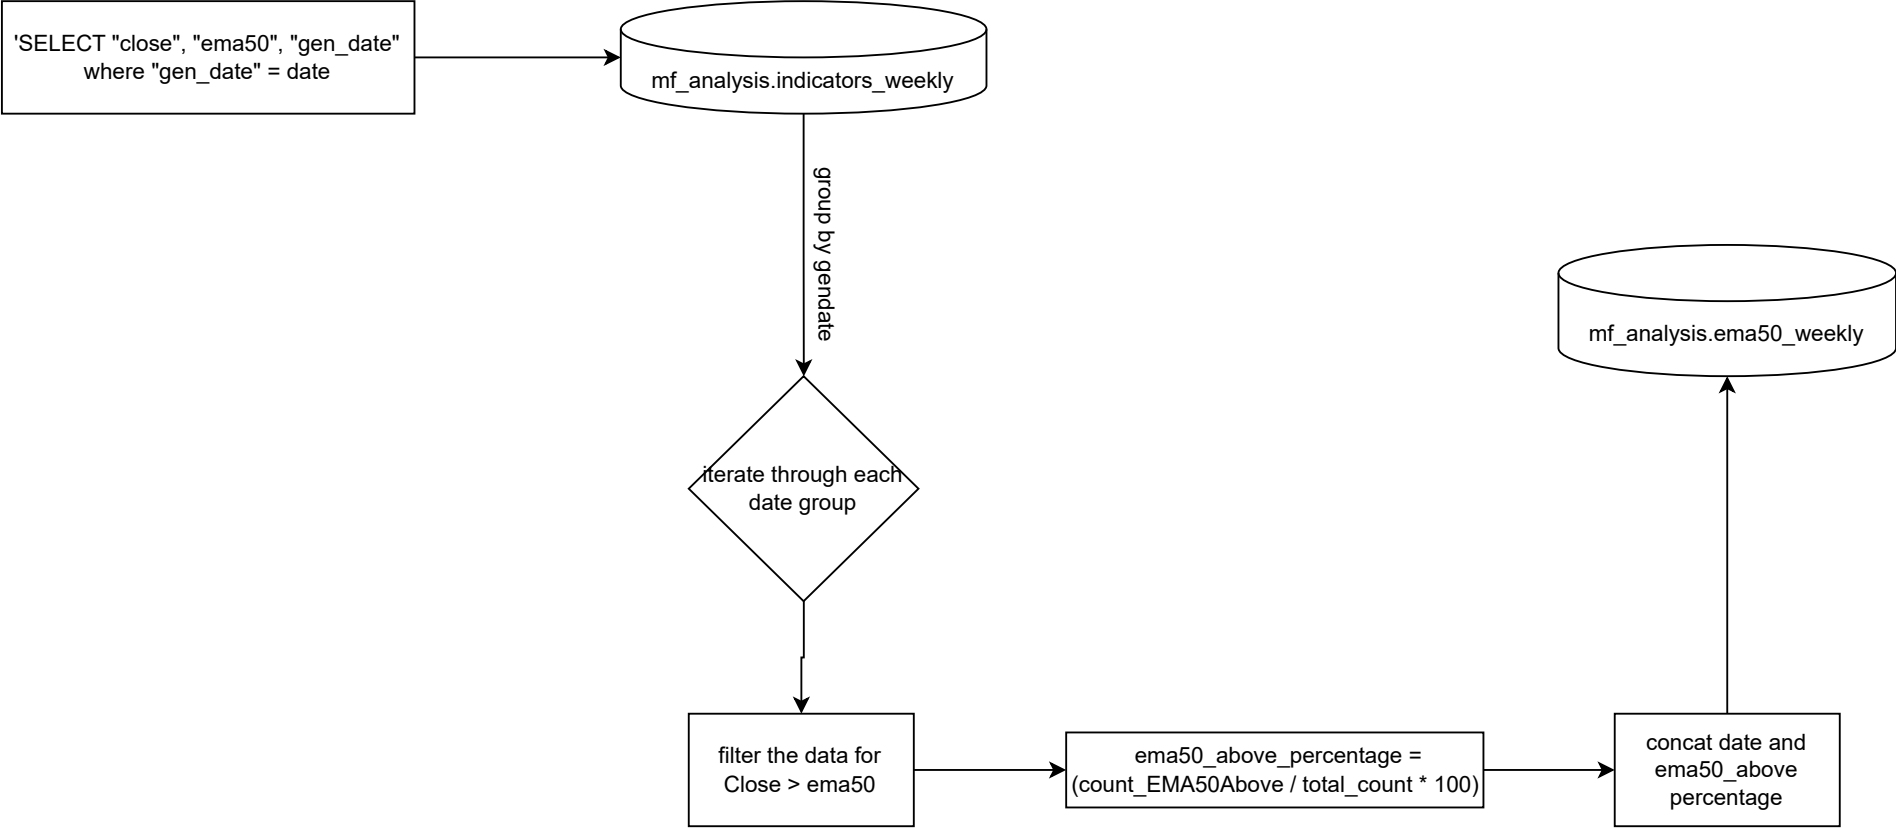 'SELECT "close", "ema50", "gen_date"
where "gen_date" = date
mf_analysis.indicators_weekly
group by gendate
mf_analysis.ema50_weekly
iterate through each
date group
filter the data for
Close > ema50
ema50_above_percentage =
(count_EMA50Above / total_count * 100)
concat date and
ema50_above
percentage